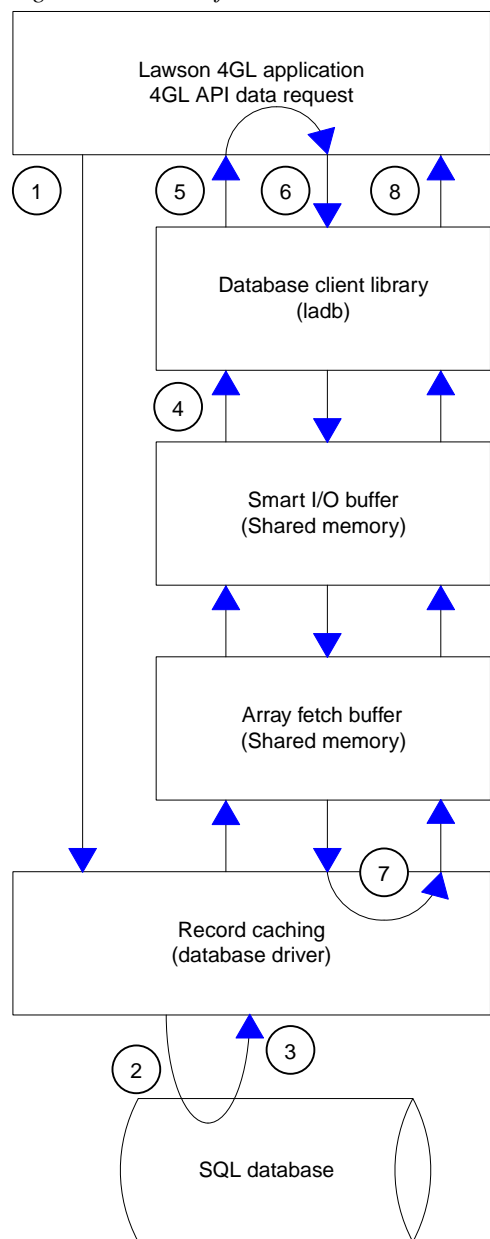 Lawson 4GL application
4GL API data request
1
5
6
8
Database client library
(ladb)
4
Smart I/O buffer
(Shared memory)
Array fetch buffer
(Shared memory)
7
Record caching
(database driver)
2
3
SQL database